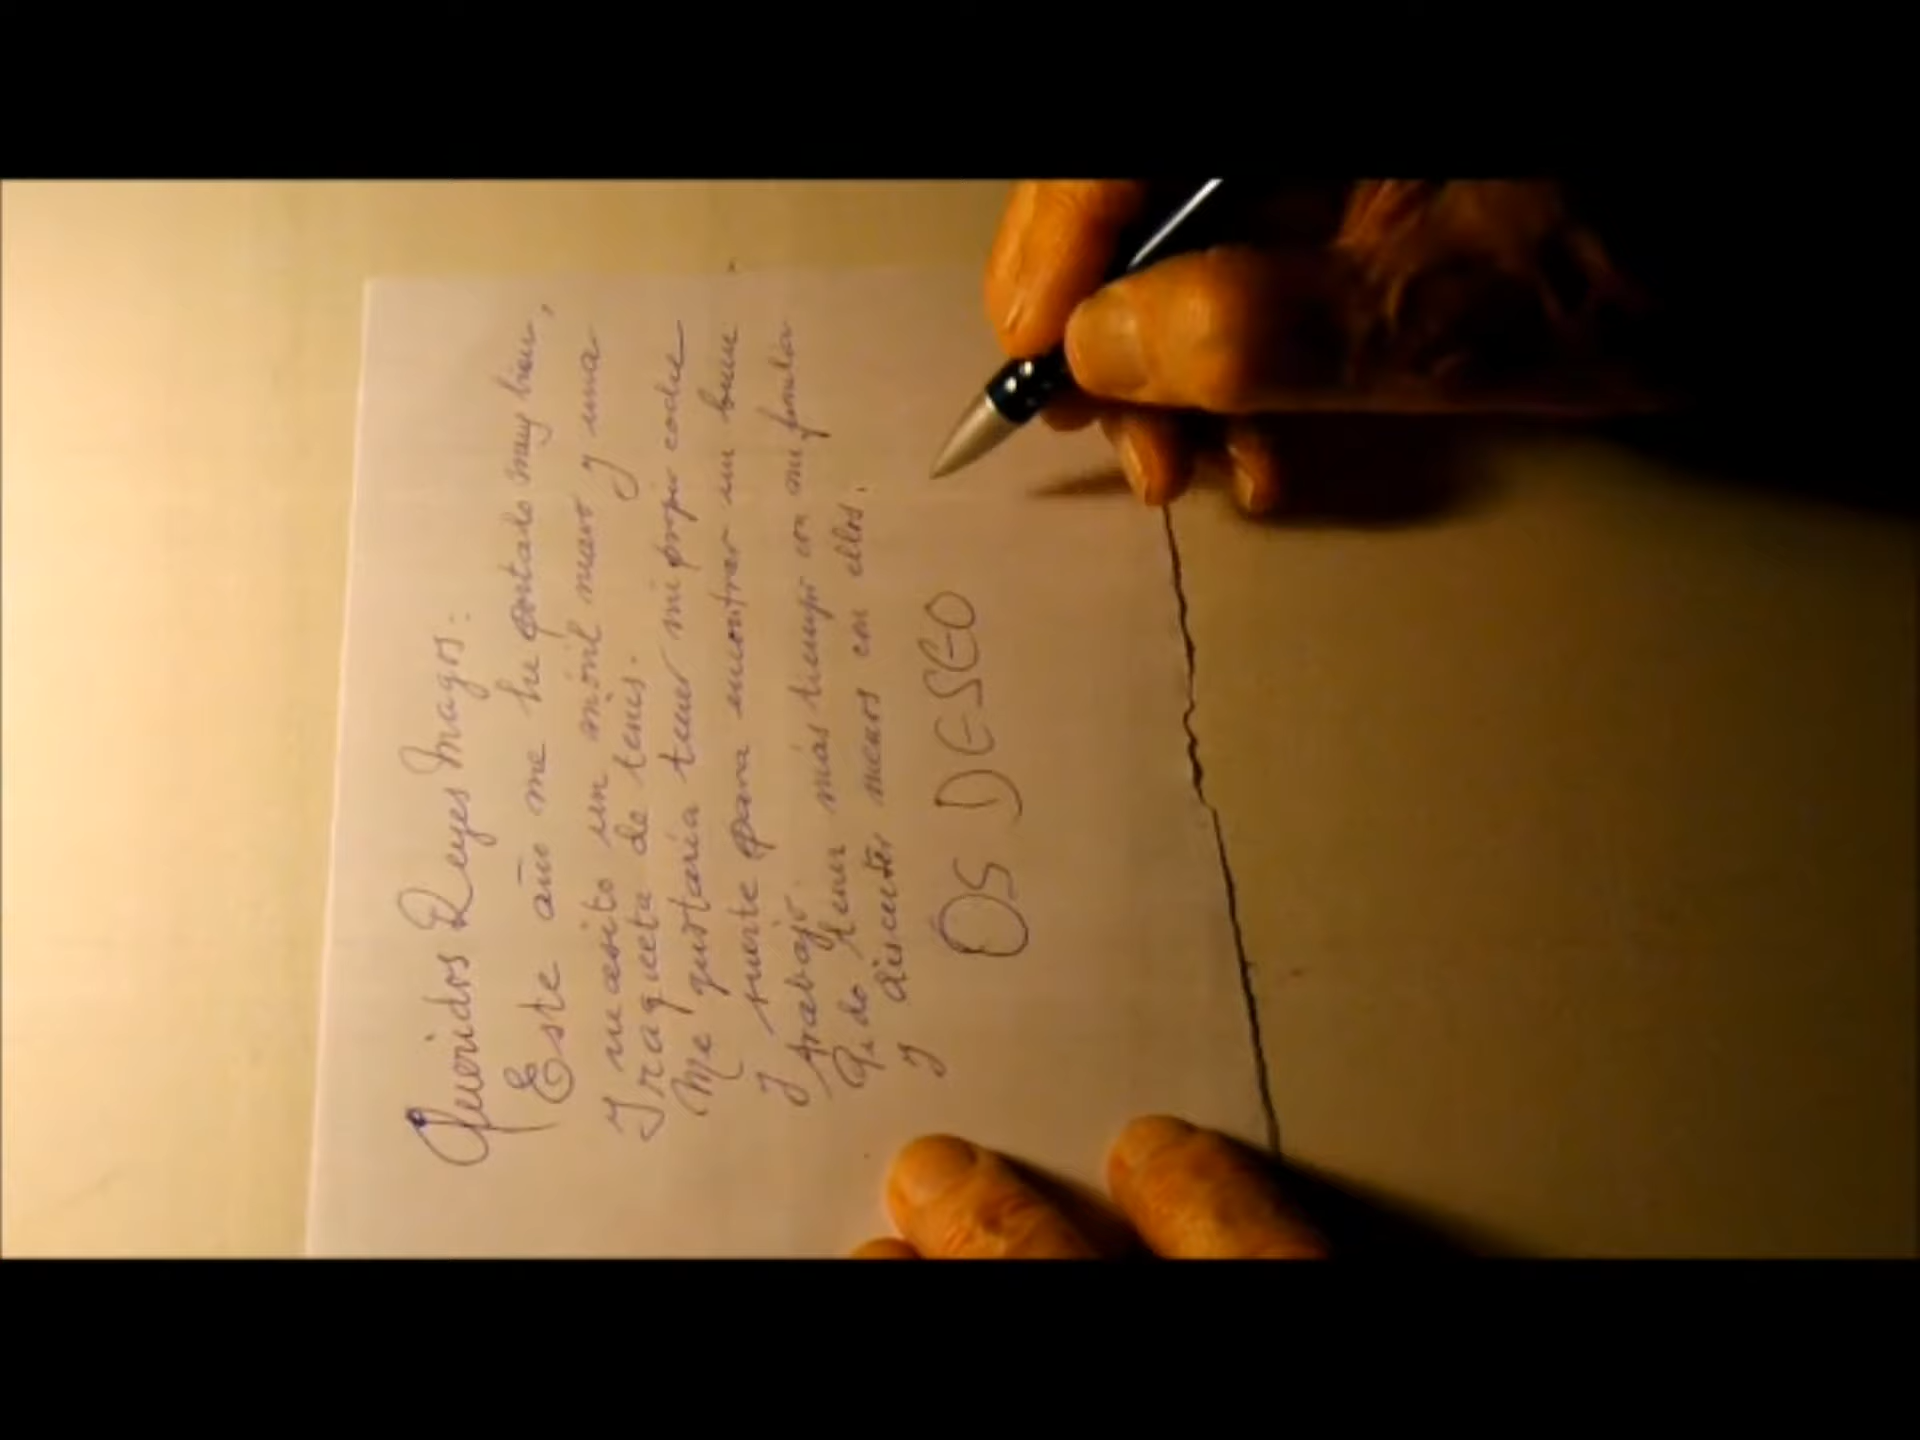 Queridos Reyes Magos:
Este año me he portado muy bien,
y necesito un móvil nuevo y una
raqueta de tenis.
Me gustaría tener mi propio coche
y suerte para encontrar un buen
trabajo.
Pido tener más tiempo con mi familia
y discutir menos con ellos.
OS DESEO